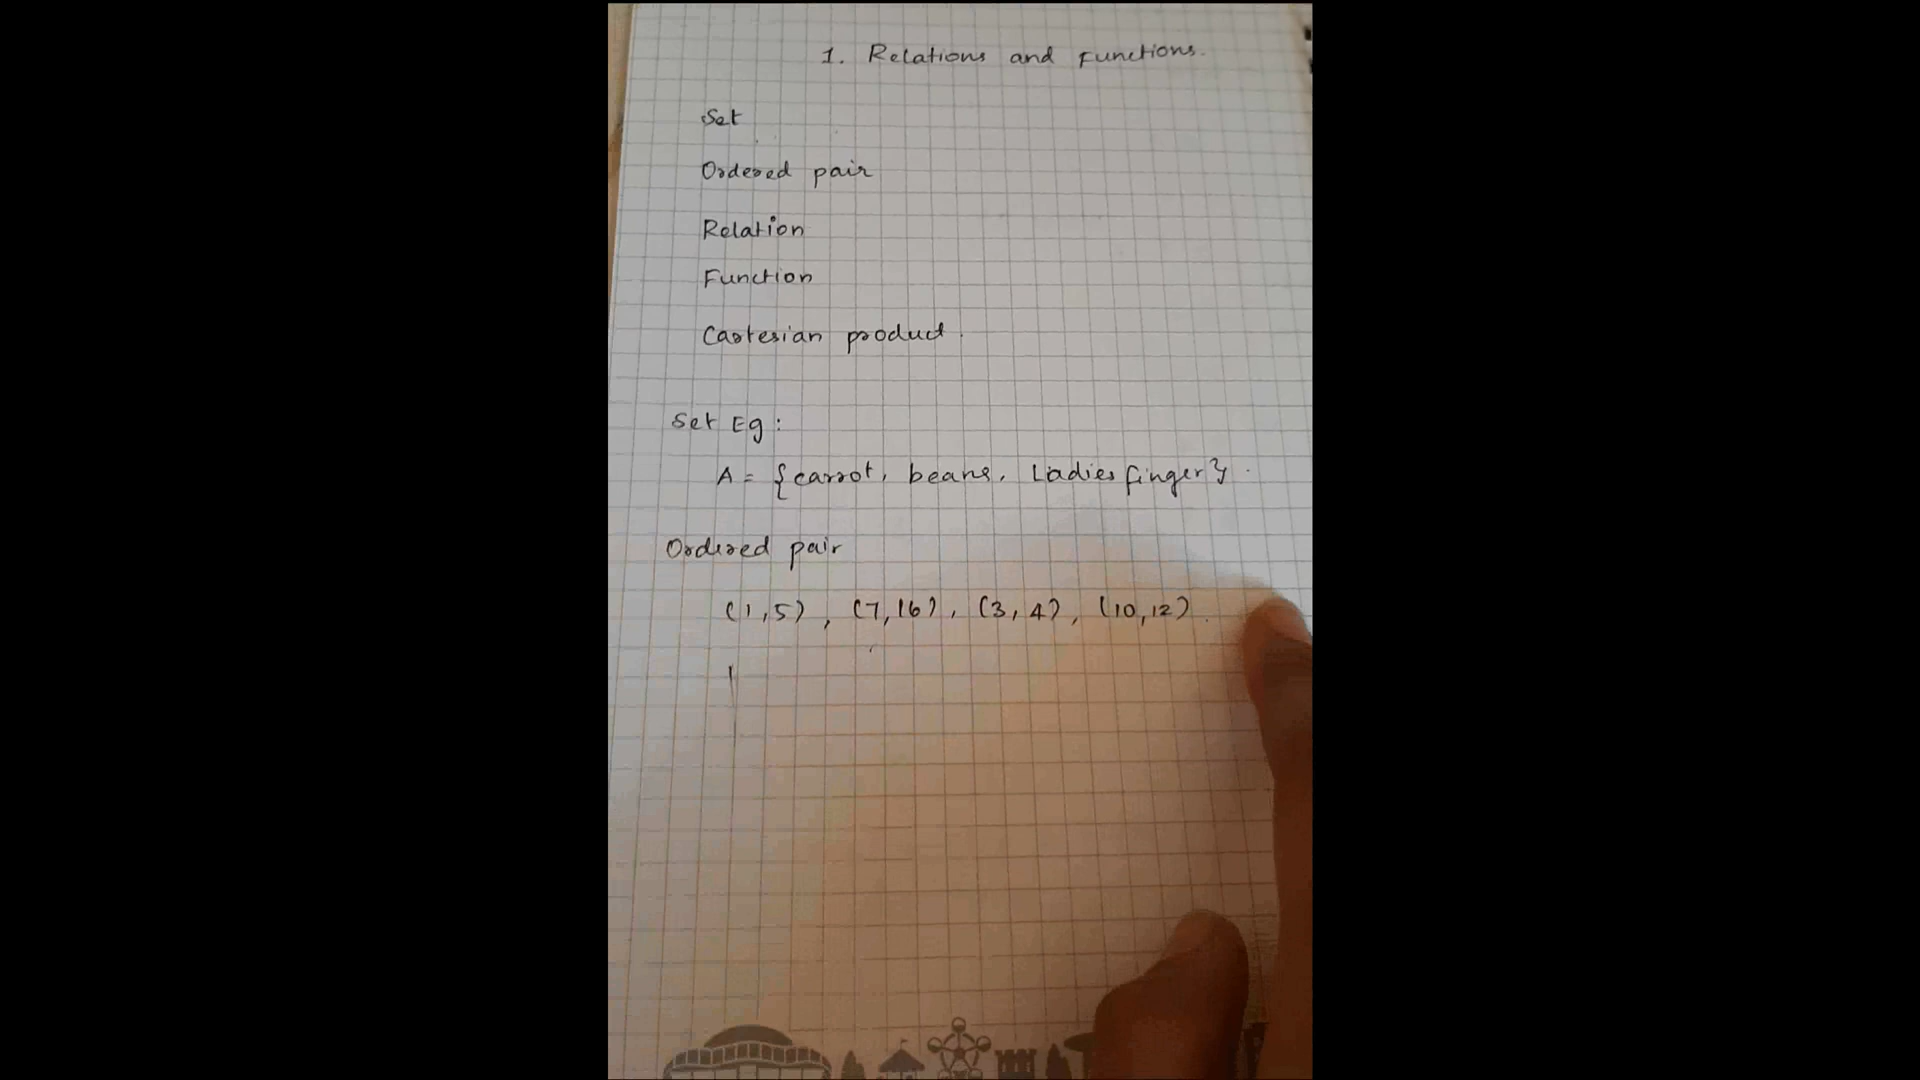 1. Relations and Functions.
Set
Ordered pair
Relation
Function
Cartesian product.
Set Eg:
A = {carrot, beans, Ladies finger}.
Ordered pair
(1,5), (7,16), (3,4), (10,12).